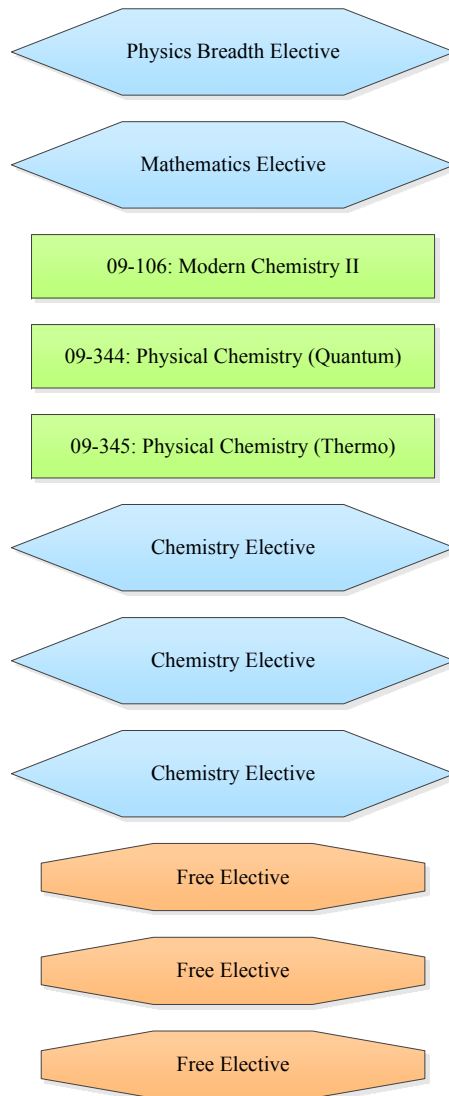 Physics Breadth Elective
Mathematics Elective
09-106: Modern Chemistry II
09-344: Physical Chemistry (Quantum)
09-345: Physical Chemistry (Thermo)
Chemistry Elective
Chemistry Elective
Chemistry Elective
Free Elective
Free Elective
Free Elective